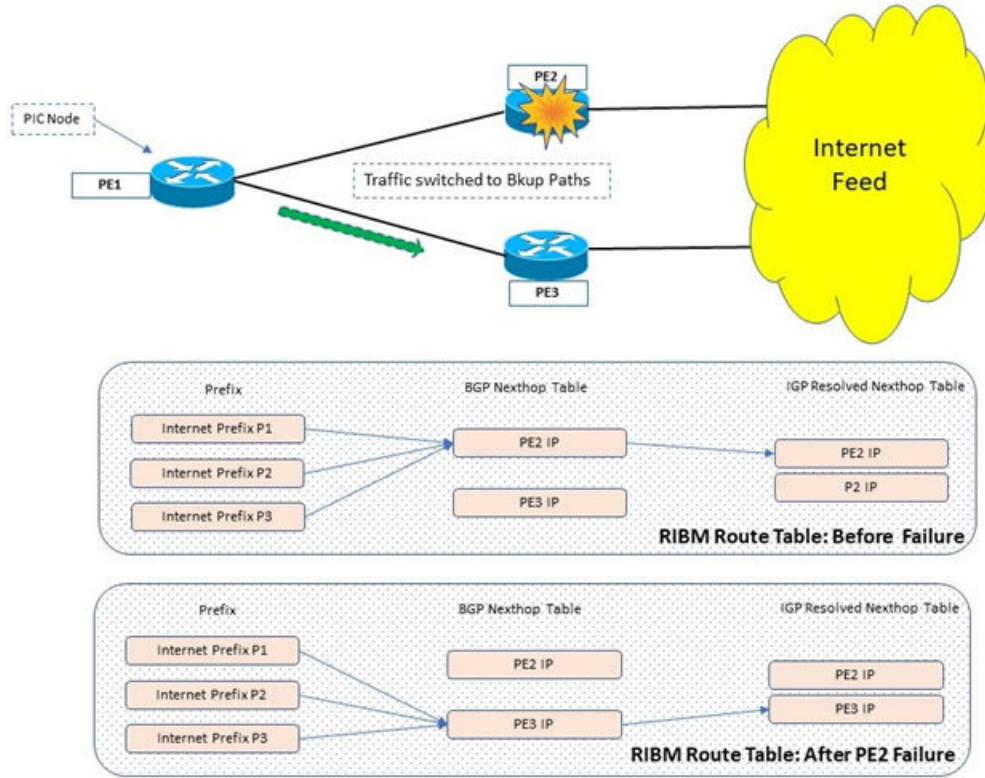 PE2
PIC Node
Internet
Feed
PE1
Traffic switched to Bkup Paths
PE3
Prefix
BGP Nexthop Table
IGP Resolved Nexthop Table
Internet Prefix P1
PE2 IP
PE2 IP
Internet Prefix P2
P2 IP
PE3 IP
Internet Prefix P3
RIBM Route Table: Before Failure
Prefix
BGP Nexthop Table
IGP Resolved Nexthop Table
Internet Prefix P1
PE2 IP
PE2 IP
Internet Prefix P2
PE3 IP
PE3 IP
Internet Prefix P3
RIBM Route Table: After PE2 Failure